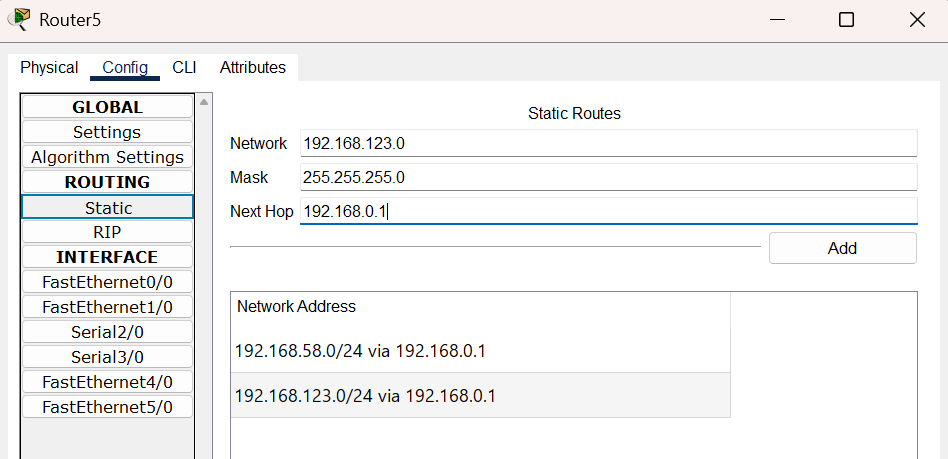 Router5
Physical Config CLI Attributes
GLOBAL
Settings
Algorithm Settings
ROUTING
Static
RIP
INTERFACE
FastEthernet0/0
FastEthernet1/0
Serial2/0
Serial3/0
FastEthernet4/0
FastEthernet5/0
Static Routes
Network 192.168.123.0
Mask 255.255.255.0
Next Hop 192.168.0.1
Add
Network Address
192.168.58.0/24 via 192.168.0.1
192.168.123.0/24 via 192.168.0.1